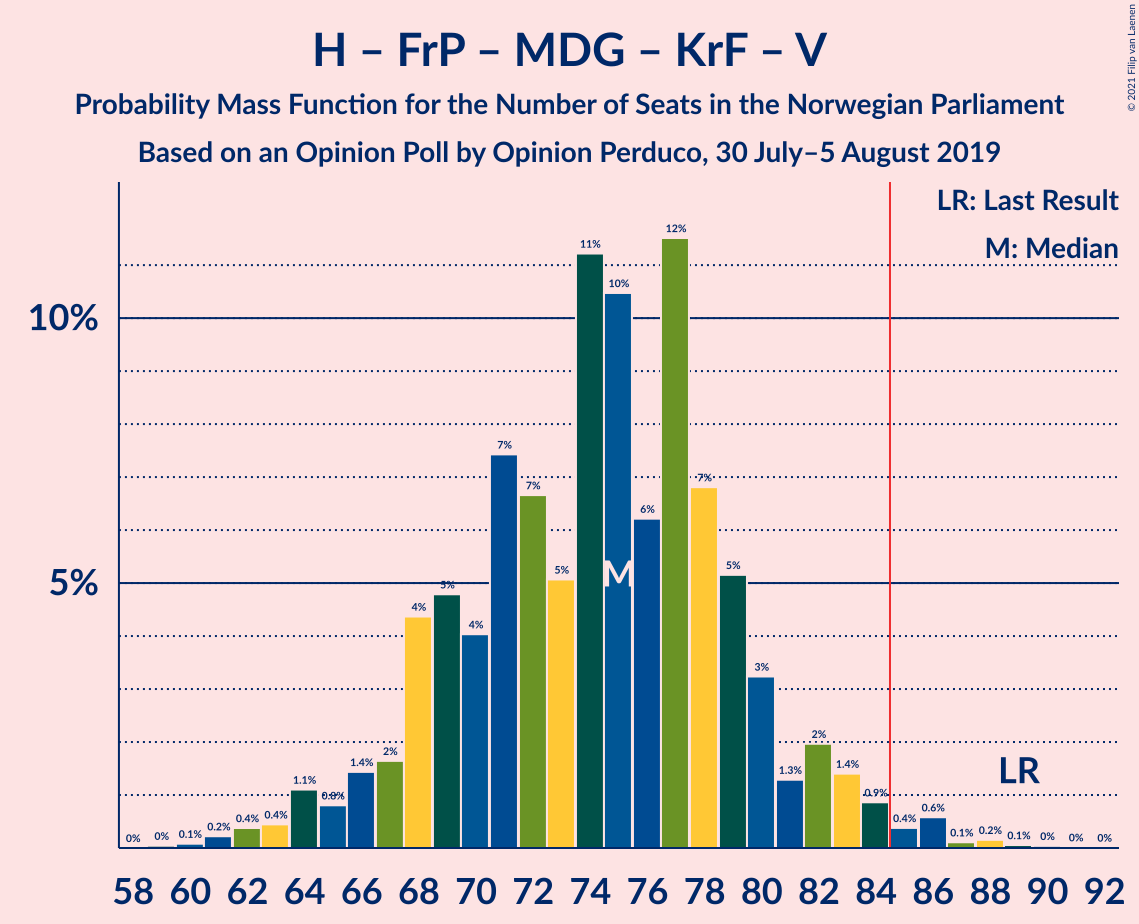 H – FrP – MDG – KrF – V
Probability Mass Function for the Number of Seats in the Norwegian Parliament
Based on an Opinion Poll by Opinion Perduco, 30 July–5 August 2019
© 2021 Filip van Laenen
LR: Last Result
M: Median
10%
5%
0% 0% 0.1% 0.2% 0.4% 0.4% 1.1% 0.8% 1.4% 2% 4% 5% 4% 7% 7% 5% 11% 10% 6% 12% 7% 5% 3% 1.3% 2% 1.4% 0.9% 0.4% 0.6% 0.1% 0.2% 0.1% 0% 0% 0%
M
LR
58 60 62 64 66 68 70 72 74 76 78 80 82 84 86 88 90 92